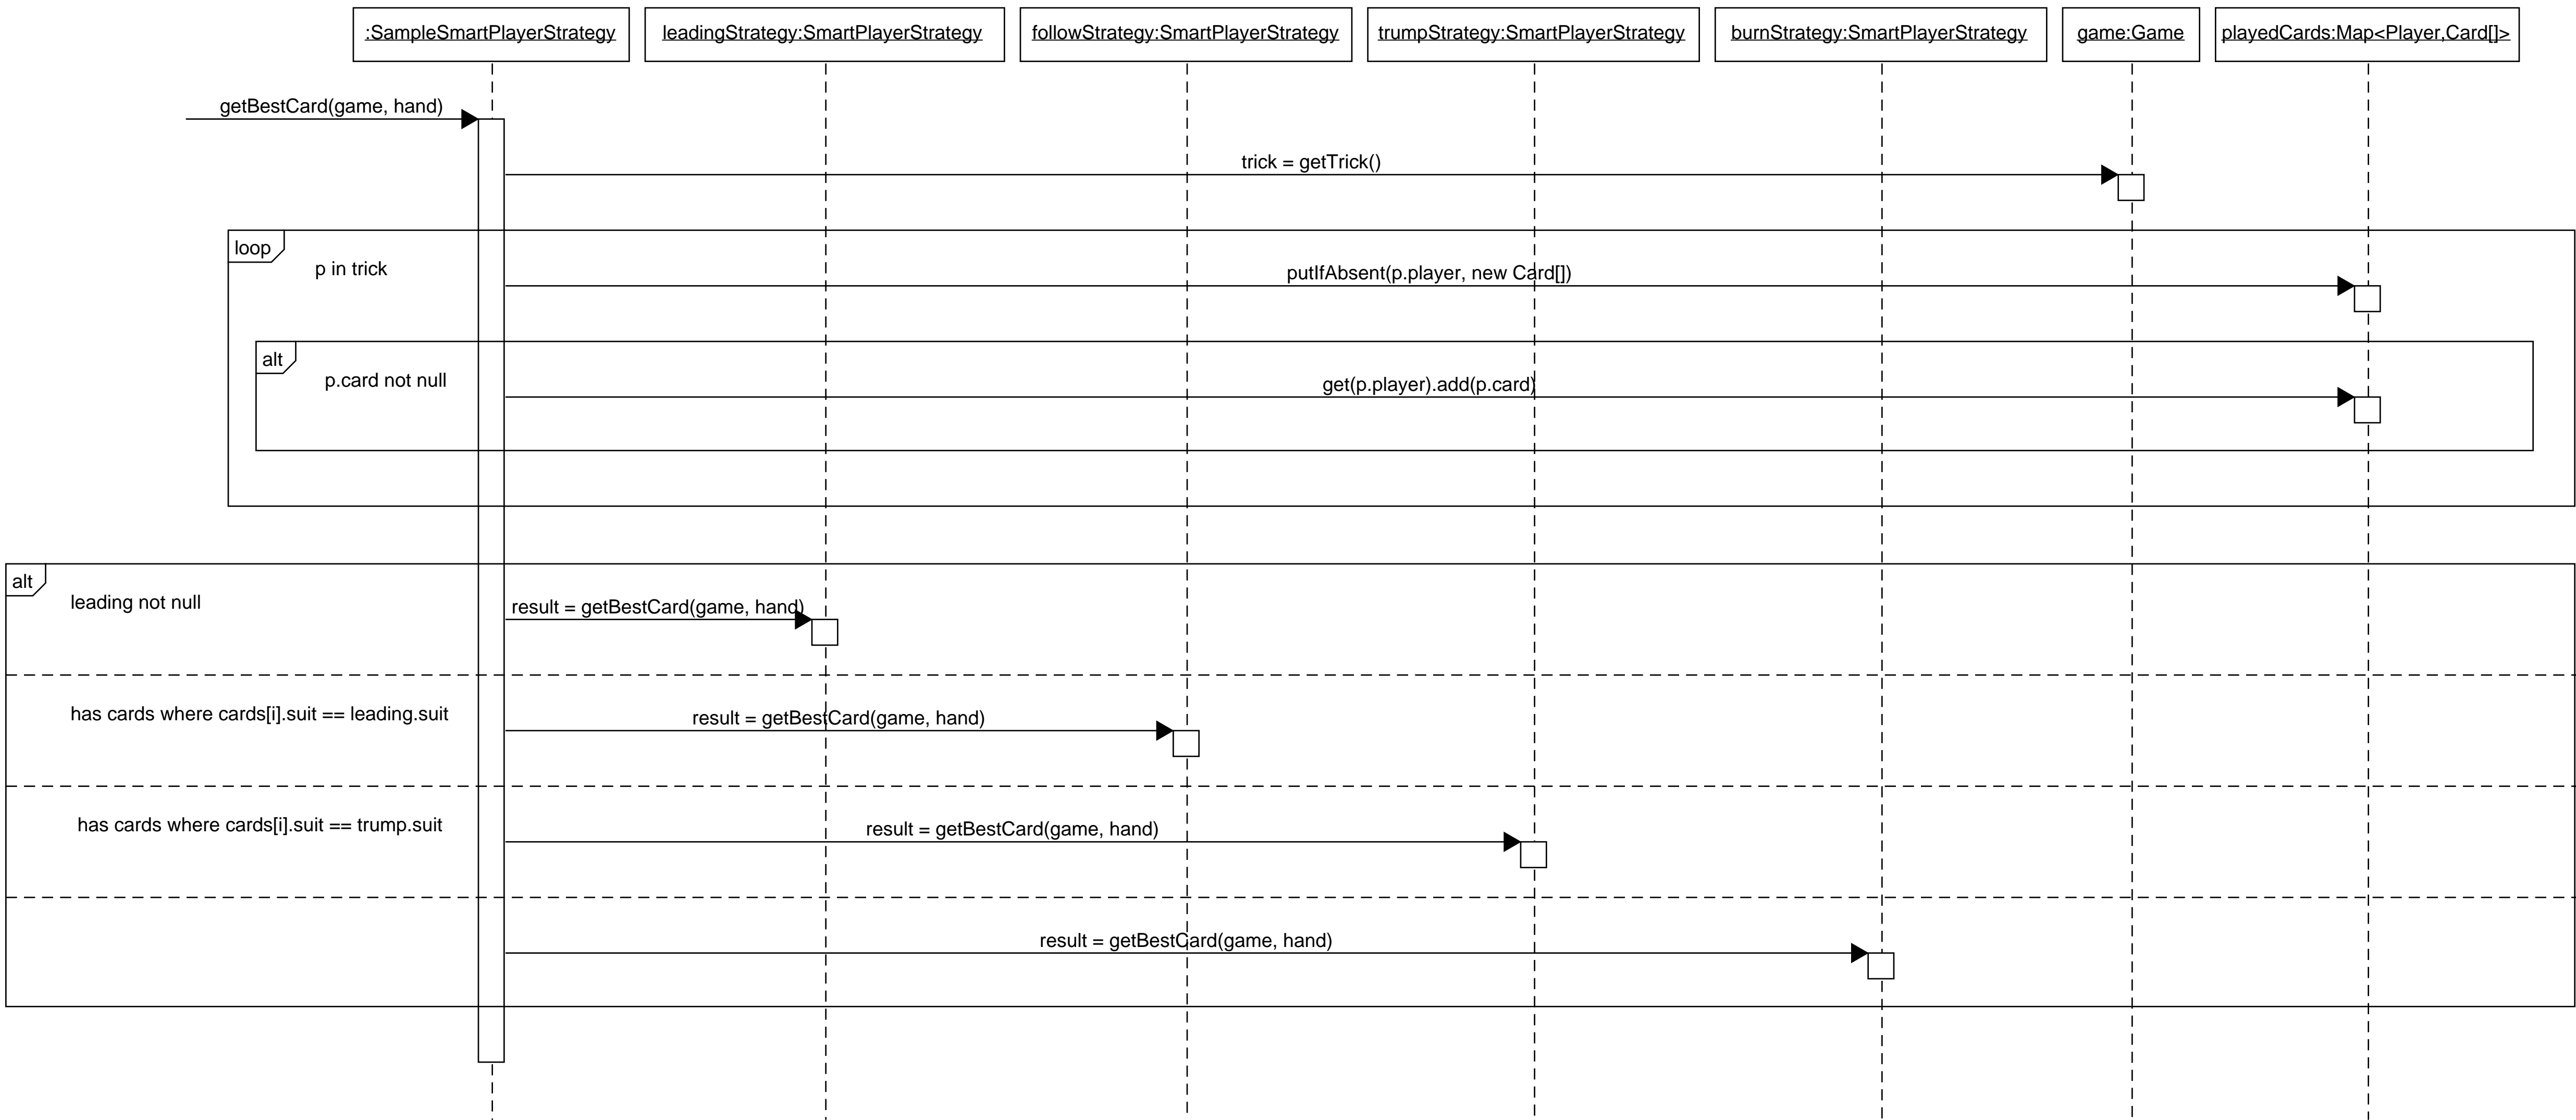 :SampleSmartPlayerStrategy
leadingStrategy:SmartPlayerStrategy
followStrategy:SmartPlayerStrategy
trumpStrategy:SmartPlayerStrategy
burnStrategy:SmartPlayerStrategy
game:Game
playedCards:Map<Player,Card[]>
getBestCard(game, hand)
trick = getTrick()
loop
p in trick
putIfAbsent(p.player, new Card[])
alt
p.card not null
get(p.player).add(p.card)
alt
leading not null
result = getBestCard(game, hand)
has cards where cards[i].suit == leading.suit
result = getBestCard(game, hand)
has cards where cards[i].suit == trump.suit
result = getBestCard(game, hand)
result = getBestCard(game, hand)